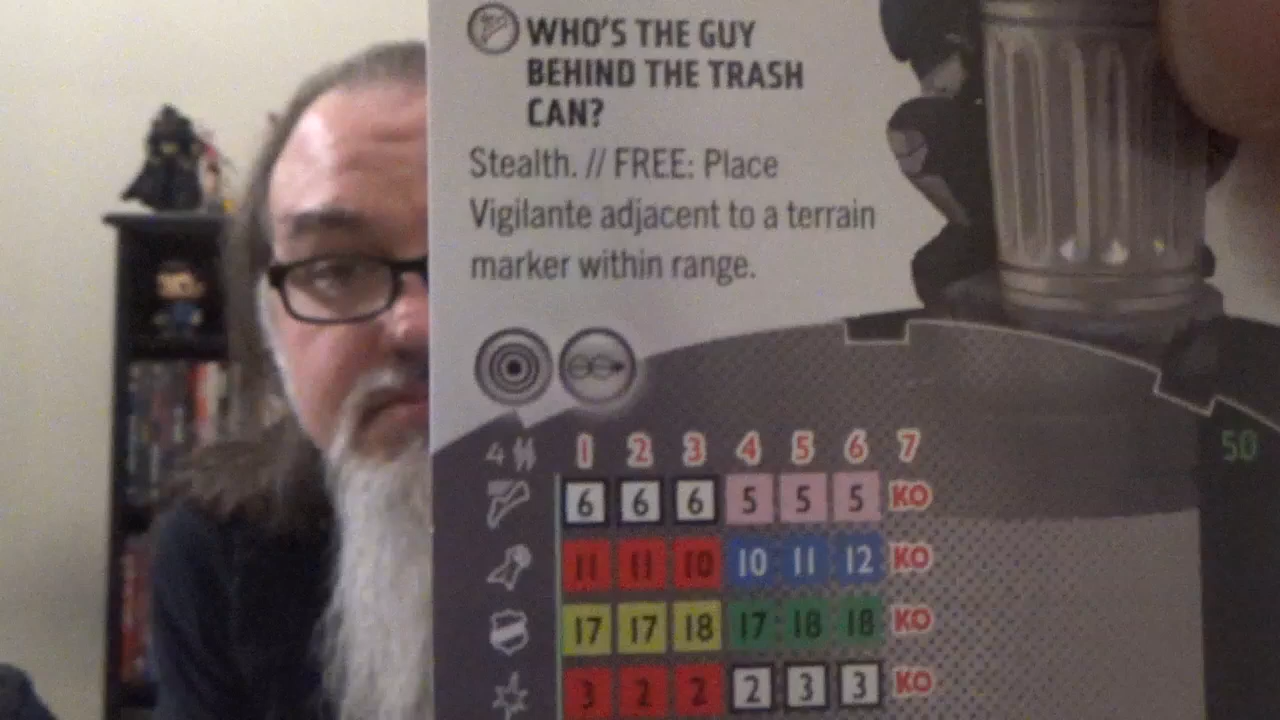 WHO'S THE GUY
BEHIND THE TRASH
CAN?
Stealth. // FREE: Place
Vigilante adjacent to a terrain
marker within range.
4 1 2 3 4 5 6 7 50
6 6 6 5 5 5 KO
11 11 10 10 11 12 KO
17 17 18 17 18 18 KO
3 2 2 2 3 3 KO